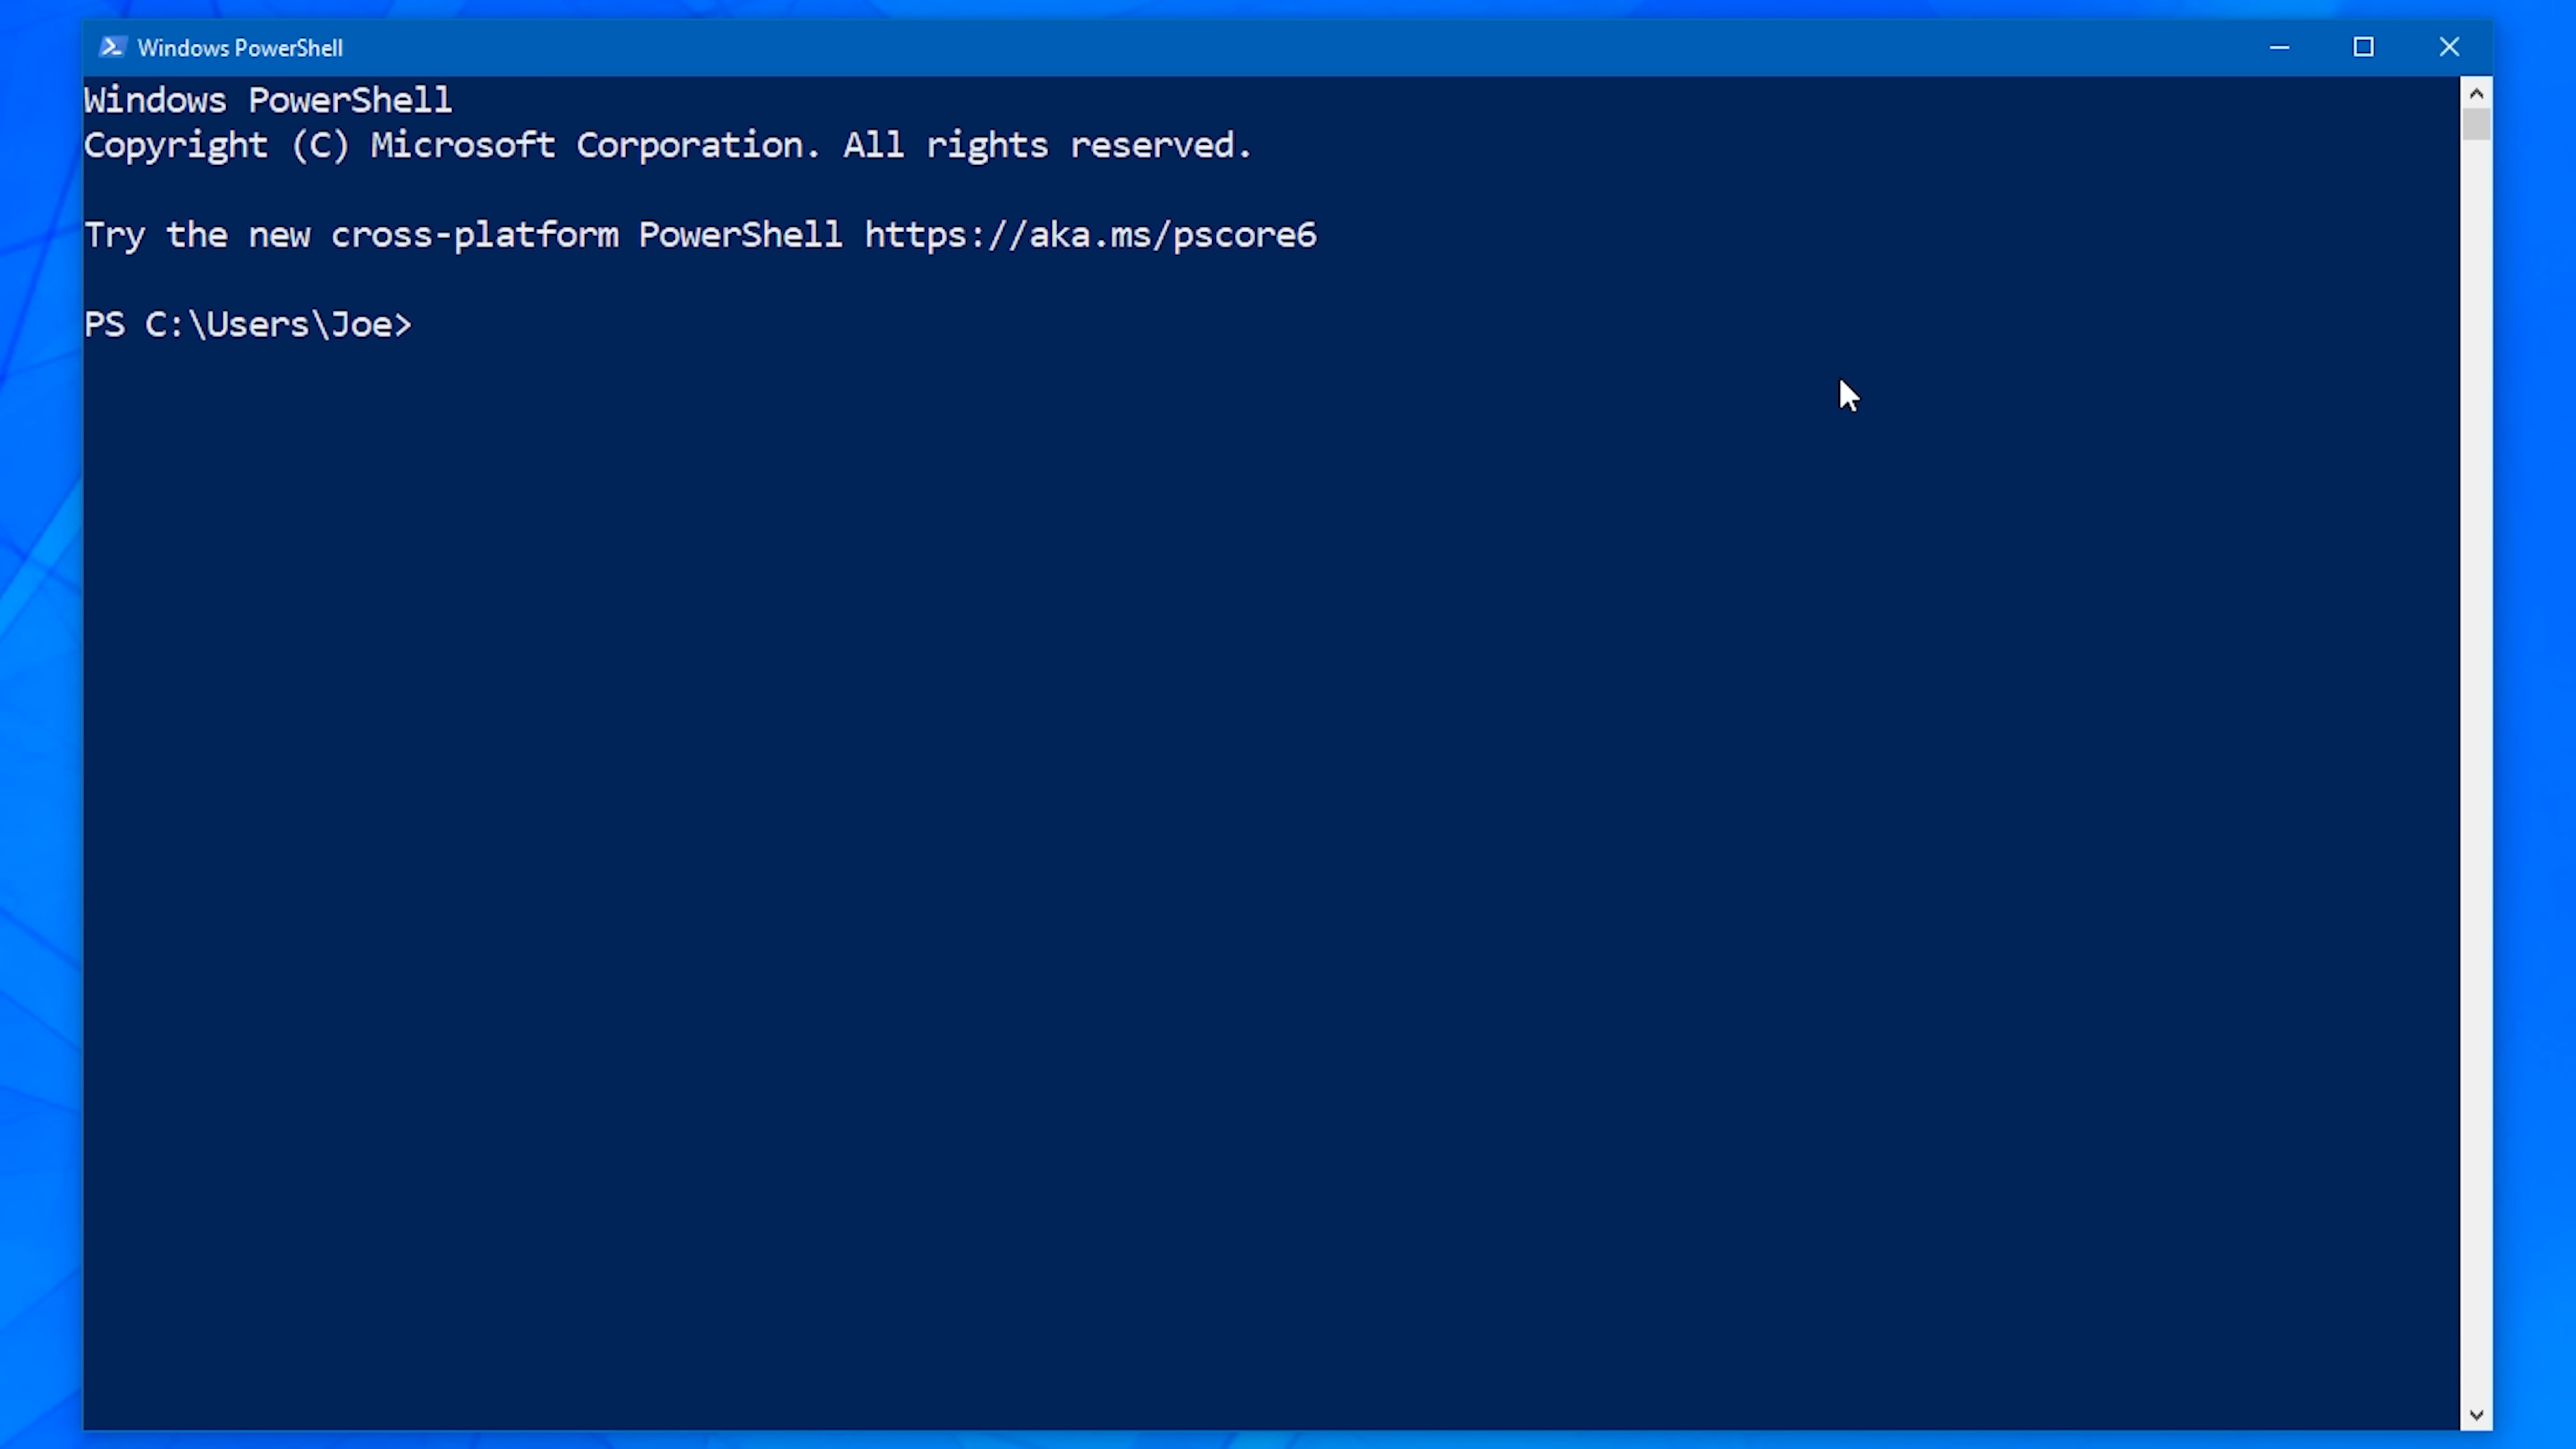 Windows PowerShell
Windows PowerShell
Copyright (C) Microsoft Corporation. All rights reserved.
Try the new cross-platform PowerShell https://aka.ms/pscore6
PS C:\Users\Joe>